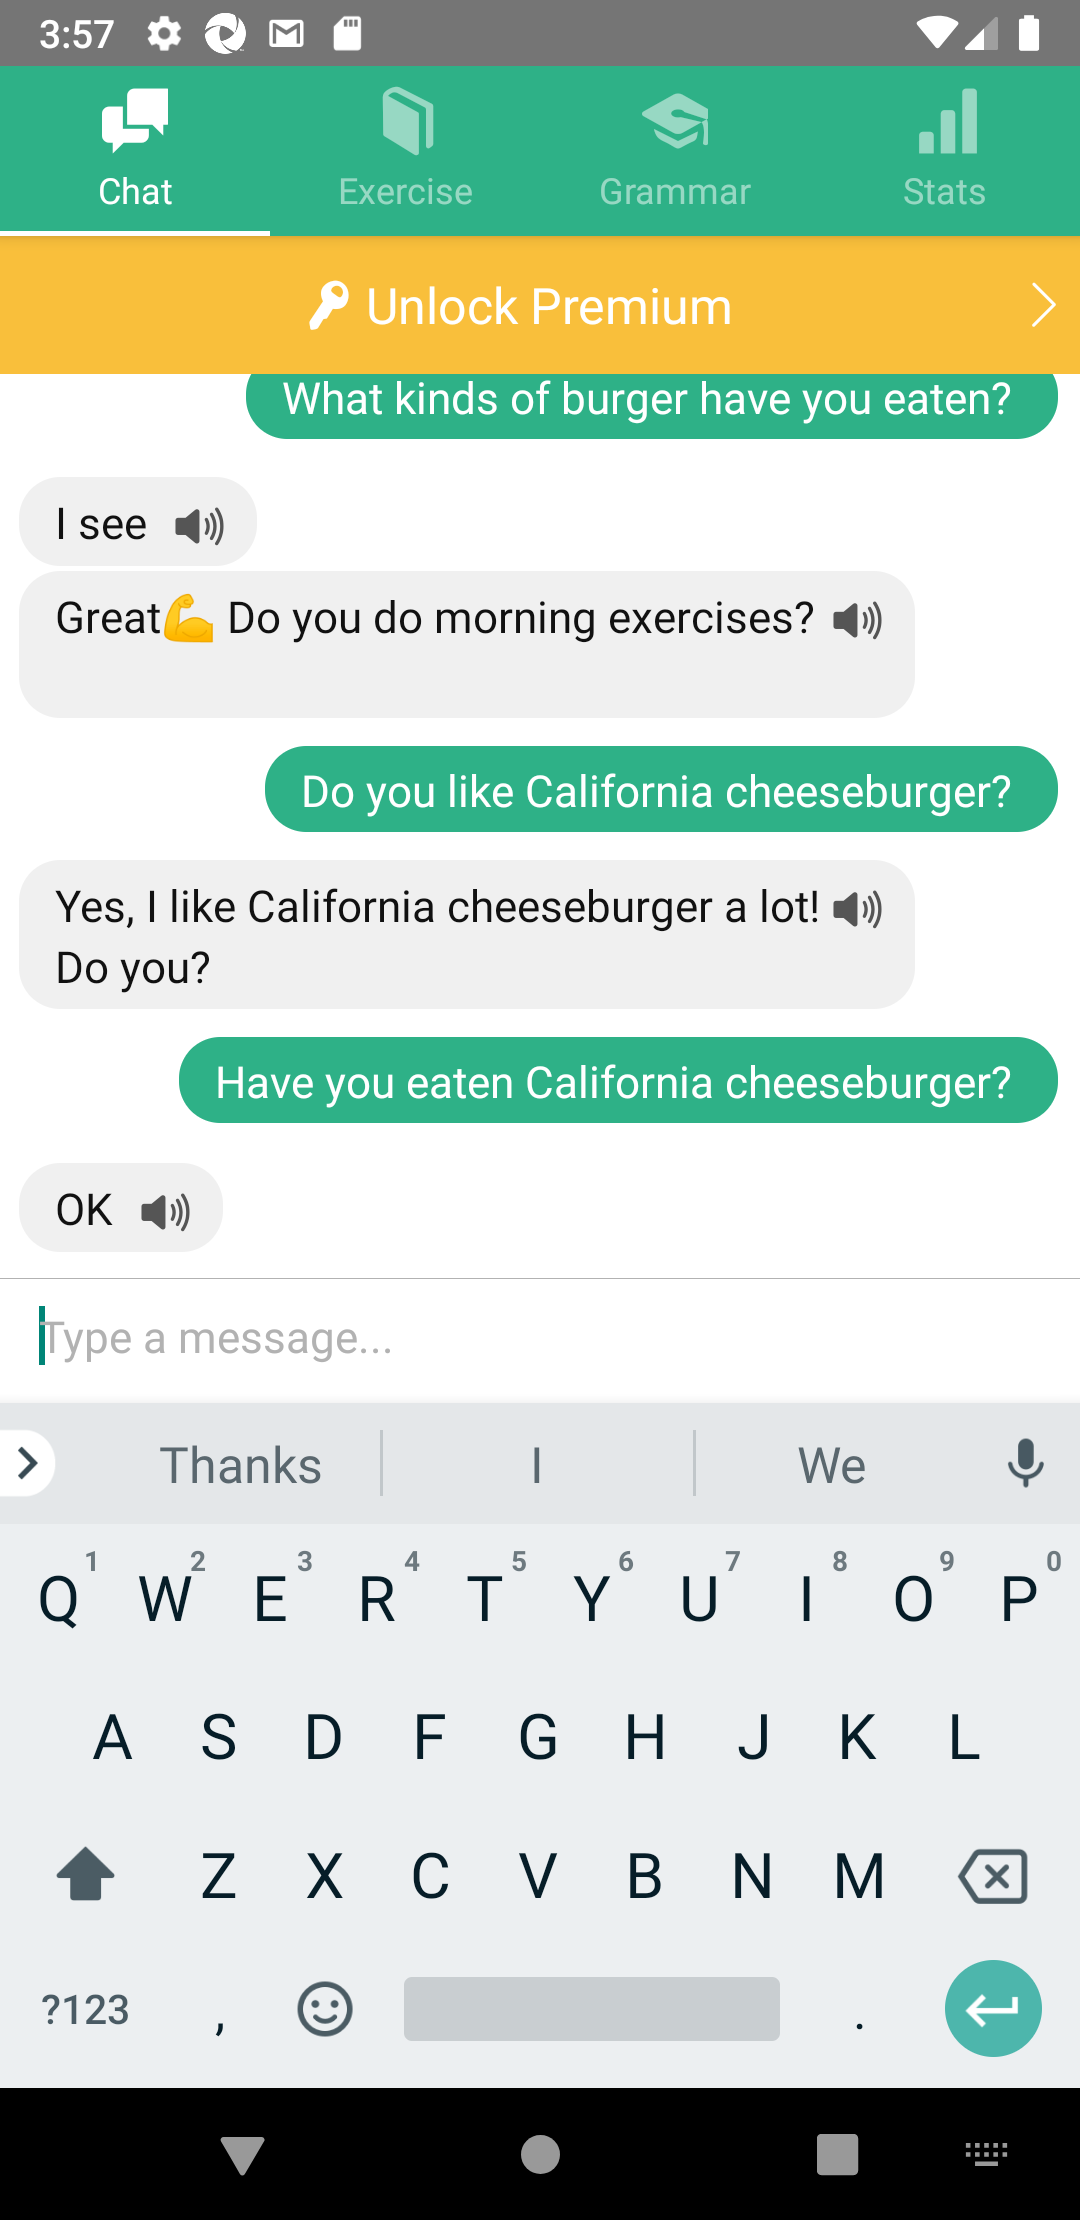 3:57
Chat
Exercise
Grammar
Stats
Unlock Premium
What kinds of burger have you eaten?
I see
Great💪 Do you do morning exercises?
Do you like California cheeseburger?
Yes, I like California cheeseburger a lot!
Do you?
Have you eaten California cheeseburger?
OK
Type a message...
Thanks
I
We
Q 1 W 2 E 3 R 4 T 5 Y 6 U 7 I 8 O 9 P 0
A S D F G H J K L
Z X C V B N M
?123 , .